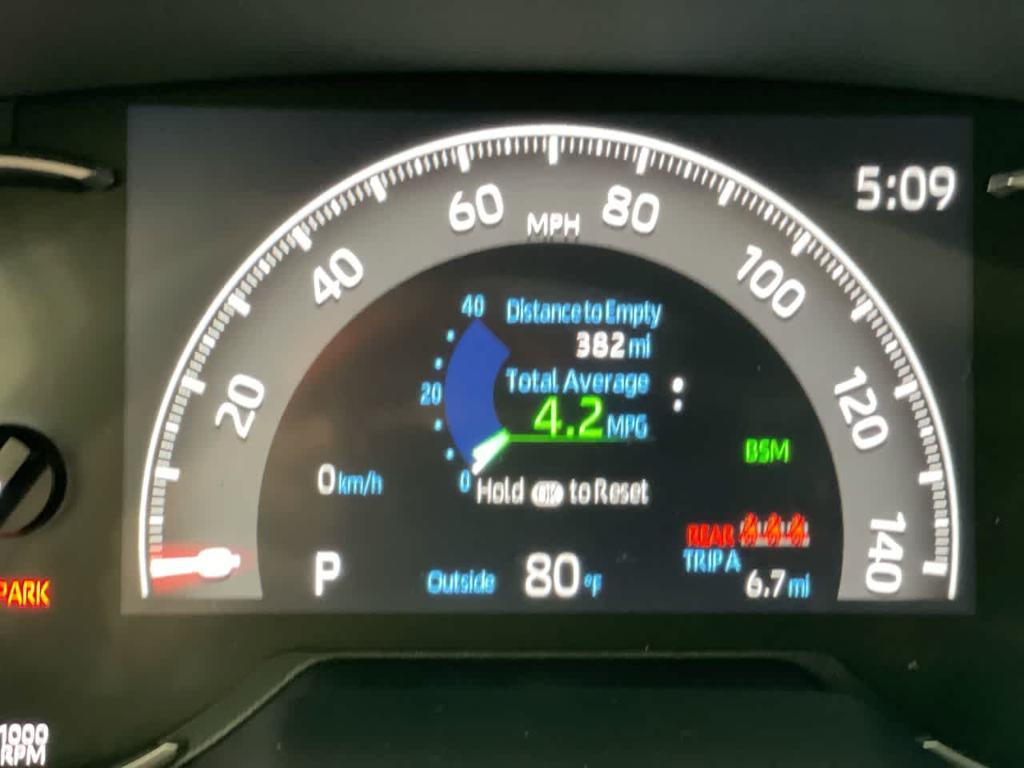 5:09
60 MPH 80
40
100
20
120
140
40
20
0
Distance to Empty
382 mi
Total Average
4.2 MPG
Hold OK to Reset
0 km/h
BSM
REAR
TRIP A
6.7 mi
P
Outside 80 °F
PARK
1000
RPM